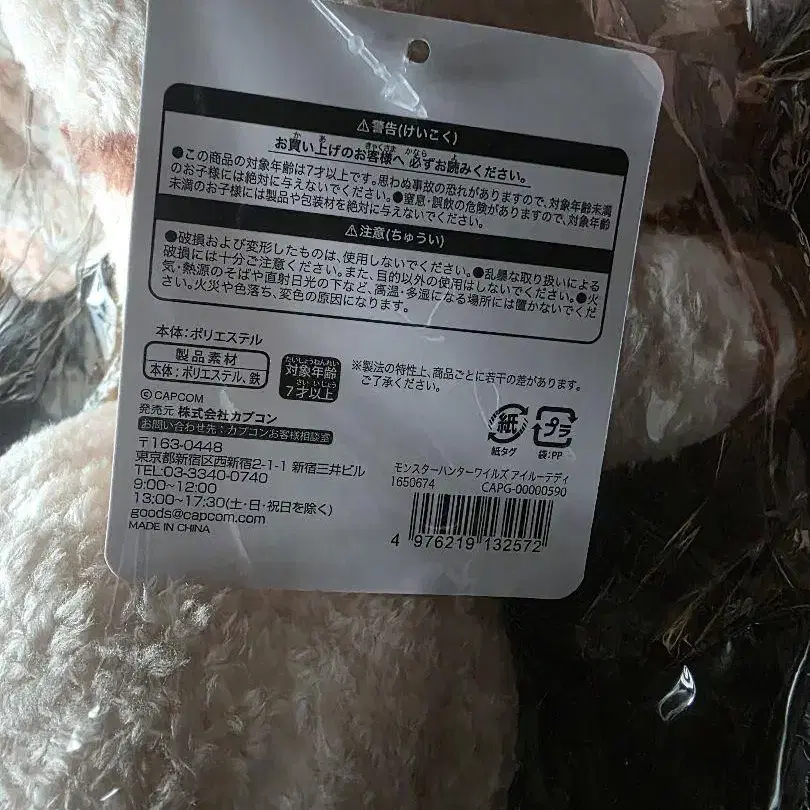 ⚠警告(けいこく)
お買い上げのお客様へ 必ずお読みください。
●この商品の対象年齢は7才以上です。思わぬ事故の恐れがありますので、対象年齢未満
のお子様には絶対に与えないでください。●窒息・誤飲の危険がありますので、対象年齢
未満のお子様には製品や包装材を絶対に与えないでください。
⚠注意(ちゅうい)
●破損および変形したものは、使用しないでください。●乱暴な取り扱いによる
破損には十分ご注意ください。また、目的以外の使用はしないでください。●火
気・熱源のそばや直射日光の下など、高温・多湿になる場所には置かないでくだ
さい。火災や色落ち、変色の原因になります。
本体:ポリエステル
製品素材
本体:ポリエステル, 鉄
たいしょうねんれい
対象年齢
さい いじょう
7才以上
※製法の特性上、商品ごとに若干の差があります。
ご了承ください。
©CAPCOM
発売元 株式会社カプコン
お問い合わせ先:カプコンお客様相談室
〒163-0448
東京都新宿区西新宿2-1-1 新宿三井ビル
TEL:03-3340-0740
9:00~12:00
13:00~17:30(土・日・祝日を除く)
goods@capcom.com
MADE IN CHINA
紙
紙タグ
プラ
袋:PP
モンスターハンターワイルズ アイルーテディ
1650674 CAPG-00000590
4 976219 132572